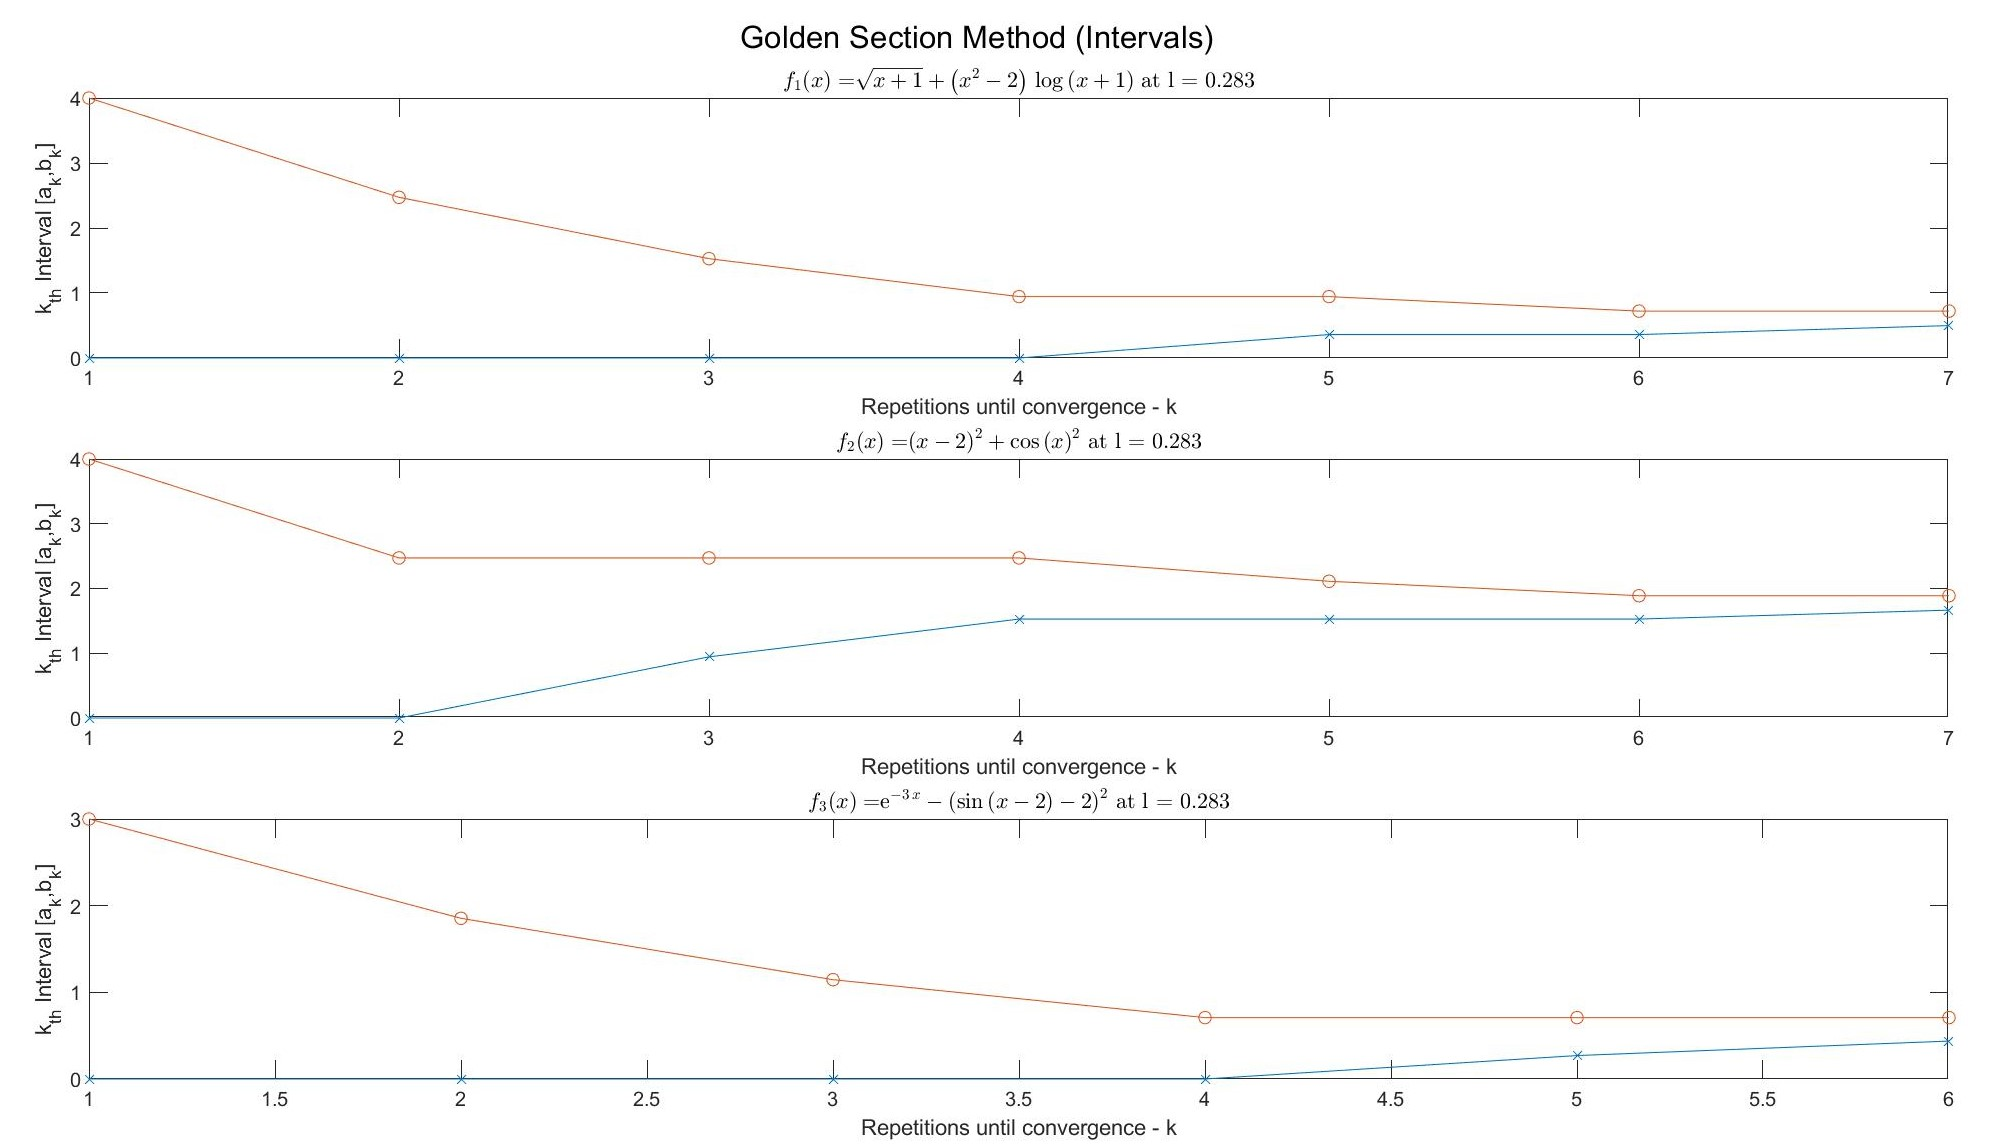 Golden Section Method (Intervals)
f₁(x) =√(x + 1) + (x² − 2) log (x + 1) at l = 0.283
k_th Interval [a_k,b_k]
4
3
2
1
0
1 2 3 4 5 6 7
Repetitions until convergence - k
f₂(x) =(x − 2)² + cos (x)² at l = 0.283
k_th Interval [a_k,b_k]
4
3
2
1
0
1 2 3 4 5 6 7
Repetitions until convergence - k
f₃(x) =e^(−3 x) − (sin (x − 2) − 2)² at l = 0.283
k_th Interval [a_k,b_k]
3
2
1
0
1 1.5 2 2.5 3 3.5 4 4.5 5 5.5 6
Repetitions until convergence - k